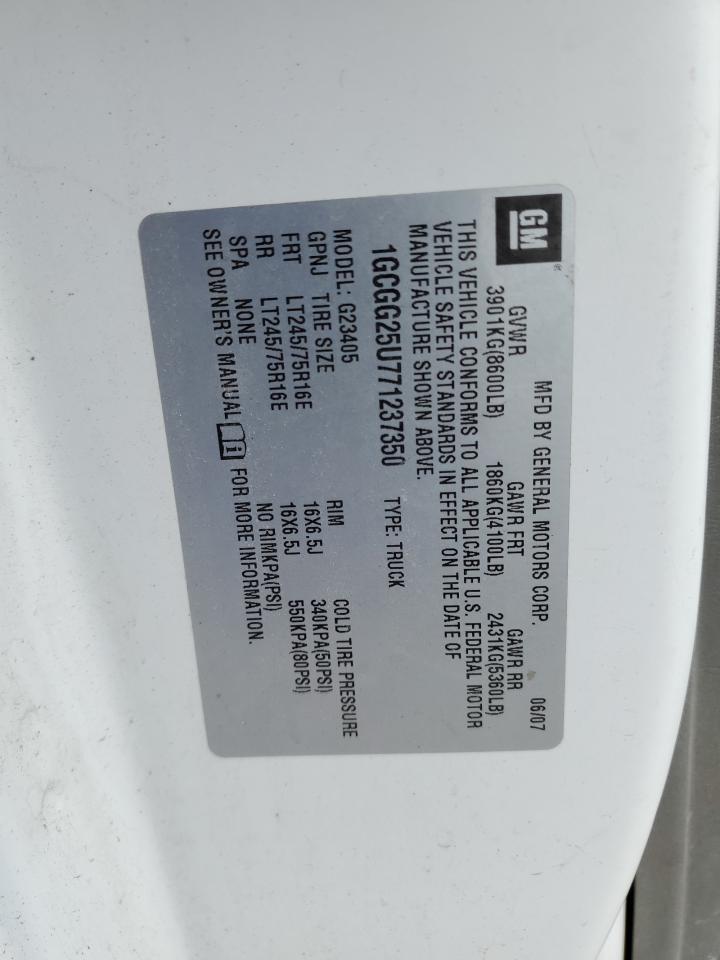 GM
®
MFD BY GENERAL MOTORS CORP. 06/07
GVWR GAWR FRT GAWR RR
3901KG(8600LB) 1860KG(4100LB) 2431KG(5360LB)
THIS VEHICLE CONFORMS TO ALL APPLICABLE U.S. FEDERAL MOTOR
VEHICLE SAFETY STANDARDS IN EFFECT ON THE DATE OF
MANUFACTURE SHOWN ABOVE.
1GCGG25U771237350 TYPE: TRUCK
MODEL: G23405
GPNJ TIRE SIZE RIM COLD TIRE PRESSURE
FRT LT245/75R16E 16X6.5J 340KPA(50PSI)
RR LT245/75R16E 16X6.5J 550KPA(80PSI)
SPA NONE NO RIMKPA(PSI)
SEE OWNER'S MANUAL i FOR MORE INFORMATION.